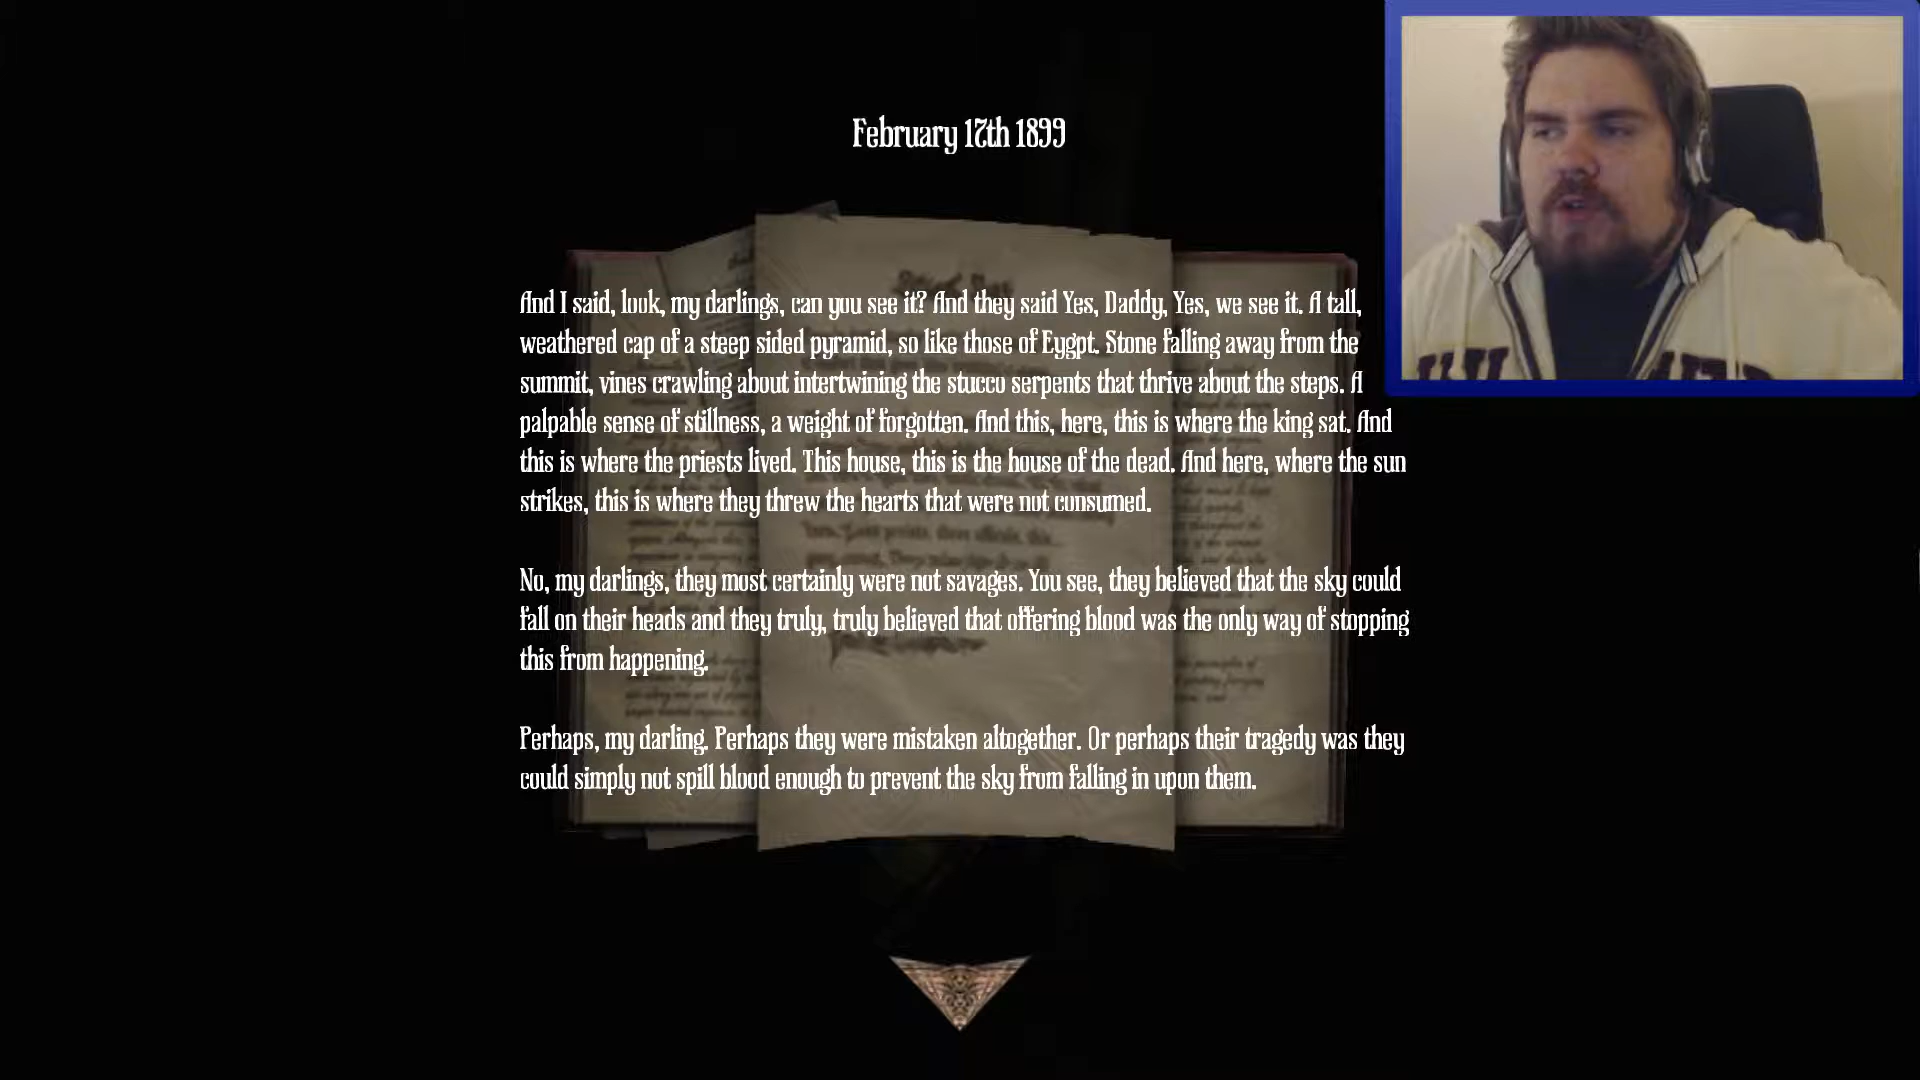 February 17th 1899
And I said, look, my darlings, can you see it? And they said Yes, Daddy, Yes, we see it. A tall,
weathered cap of a steep sided pyramid, so like those of Eygpt. Stone falling away from the
summit, vines crawling about intertwining the stucco serpents that thrive about the steps. A
palpable sense of stillness, a weight of forgotten. And this, here, this is where the king sat. And
this is where the priests lived. This house, this is the house of the dead. And here, where the sun
strikes, this is where they threw the hearts that were not consumed.
No, my darlings, they most certainly were not savages. You see, they believed that the sky could
fall on their heads and they truly, truly believed that offering blood was the only way of stopping
this from happening.
Perhaps, my darling. Perhaps they were mistaken altogether. Or perhaps their tragedy was they
could simply not spill blood enough to prevent the sky from falling in upon them.